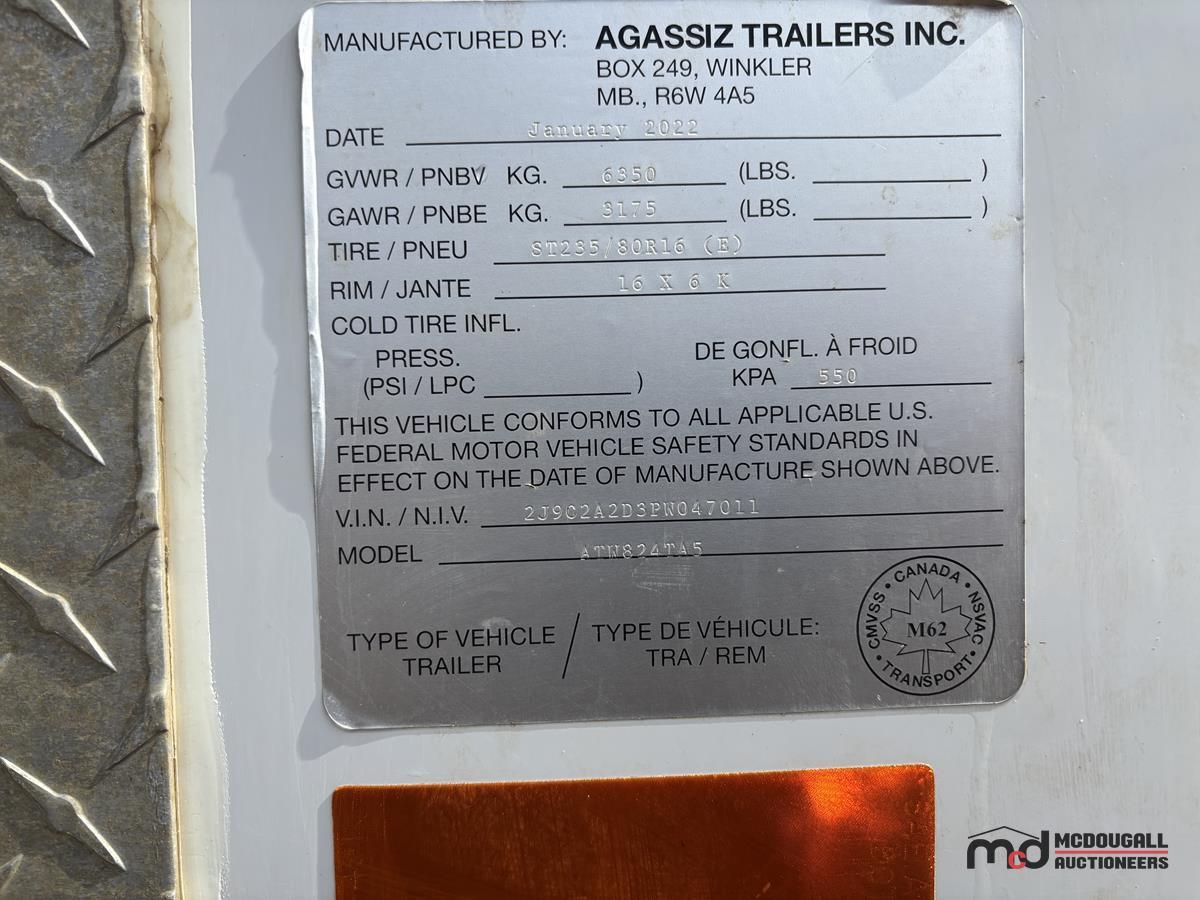 MANUFACTURED BY: AGASSIZ TRAILERS INC.
BOX 249, WINKLER
MB., R6W 4A5
DATE January 2022
GVWR / PNBV KG. 6350 (LBS. )
GAWR / PNBE KG. 3175 (LBS. )
TIRE / PNEU ST235/80R16 (E)
RIM / JANTE 16 X 6 K
COLD TIRE INFL.
PRESS. DE GONFL. À FROID
(PSI / LPC ) KPA 550
THIS VEHICLE CONFORMS TO ALL APPLICABLE U.S.
FEDERAL MOTOR VEHICLE SAFETY STANDARDS IN
EFFECT ON THE DATE OF MANUFACTURE SHOWN ABOVE.
V.I.N. / N.I.V. 2J9C2A2D3PW047011
MODEL ATW824TA5
TYPE OF VEHICLE / TYPE DE VÉHICULE:
TRAILER TRA / REM
CANADA • NSVAC • TRANSPORT • CMVSS •
M62
mcd MCDOUGALL
AUCTIONEERS